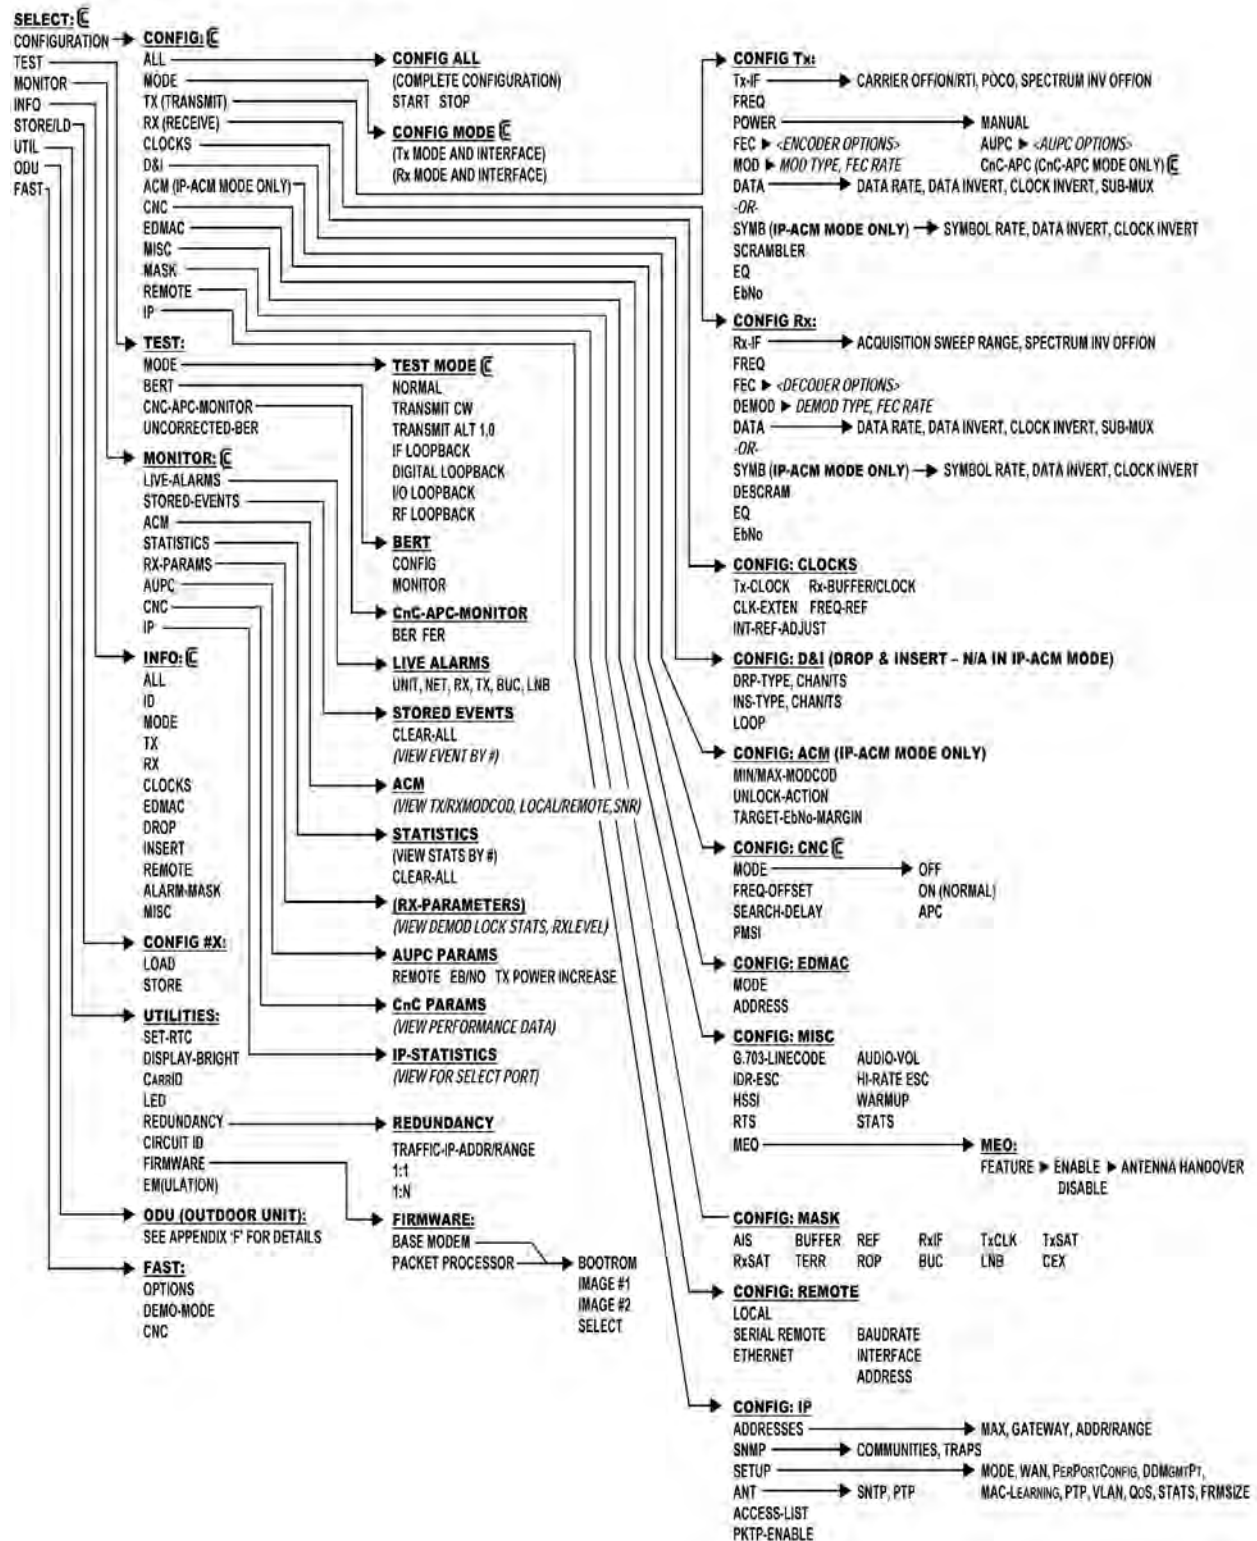 SELECT:
CONFIGURATION
TEST
MONITOR
INFO
STORE/LD
UTIL
ODU
FAST
CONFIG:
ALL
MODE
TX (TRANSMIT)
RX (RECEIVE)
CLOCKS
D&I
ACM (IP-ACM MODE ONLY)
CNC
EDMAC
MISC
MASK
REMOTE
IP
TEST:
MODE
BERT
CNC-APC-MONITOR
UNCORRECTED-BER
MONITOR:
LIVE-ALARMS
STORED-EVENTS
ACM
STATISTICS
RX-PARAMS
AUPC
CNC
IP
INFO:
ALL
ID
MODE
TX
RX
CLOCKS
EDMAC
DROP
INSERT
REMOTE
ALARM-MASK
MISC
CONFIG #X:
LOAD
STORE
UTILITIES:
SET-RTC
DISPLAY-BRIGHT
CARRID
LED
REDUNDANCY
CIRCUIT ID
FIRMWARE
EM(ULATION)
ODU (OUTDOOR UNIT):
SEE APPENDIX 'F' FOR DETAILS
FAST:
OPTIONS
DEMO-MODE
CNC
CONFIG ALL
(COMPLETE CONFIGURATION)
START STOP
CONFIG MODE
(Tx MODE AND INTERFACE)
(Rx MODE AND INTERFACE)
TEST MODE
NORMAL
TRANSMIT CW
TRANSMIT ALT 1,0
IF LOOPBACK
DIGITAL LOOPBACK
I/O LOOPBACK
RF LOOPBACK
BERT
CONFIG
MONITOR
CnC-APC-MONITOR
BER FER
LIVE ALARMS
UNIT, NET, RX, TX, BUC, LNB
STORED EVENTS
CLEAR-ALL
(VIEW EVENT BY #)
ACM
(VIEW TX/RXMODCOD, LOCAL/REMOTE,SNR)
STATISTICS
(VIEW STATS BY #)
CLEAR-ALL
(RX-PARAMETERS)
(VIEW DEMOD LOCK STATS, RXLEVEL)
AUPC PARAMS
REMOTE EB/NO TX POWER INCREASE
CnC PARAMS
(VIEW PERFORMANCE DATA)
IP-STATISTICS
(VIEW FOR SELECT PORT)
REDUNDANCY
TRAFFIC-IP-ADDR/RANGE
1:1
1:N
FIRMWARE:
BASE MODEM
PACKET PROCESSOR
BOOTROM
IMAGE #1
IMAGE #2
SELECT
CONFIG Tx:
Tx-IF CARRIER OFF/ON/RTI, POCO, SPECTRUM INV OFF/ON
FREQ
POWER MANUAL
FEC <ENCODER OPTIONS> AUPC <AUPC OPTIONS>
MOD MOD TYPE, FEC RATE CnC-APC (CnC-APC MODE ONLY)
DATA DATA RATE, DATA INVERT, CLOCK INVERT, SUB-MUX
-OR-
SYMB (IP-ACM MODE ONLY) SYMBOL RATE, DATA INVERT, CLOCK INVERT
SCRAMBLER
EQ
EbNo
CONFIG Rx:
Rx-IF ACQUISITION SWEEP RANGE, SPECTRUM INV OFF/ON
FREQ
FEC <DECODER OPTIONS>
DEMOD DEMOD TYPE, FEC RATE
DATA DATA RATE, DATA INVERT, CLOCK INVERT, SUB-MUX
-OR-
SYMB (IP-ACM MODE ONLY) SYMBOL RATE, DATA INVERT, CLOCK INVERT
DESCRAM
EQ
EbNo
CONFIG: CLOCKS
Tx-CLOCK Rx-BUFFER/CLOCK
CLK-EXTEN FREQ-REF
INT-REF-ADJUST
CONFIG: D&I (DROP & INSERT – N/A IN IP-ACM MODE)
DRP-TYPE, CHAN/TS
INS-TYPE, CHAN/TS
LOOP
CONFIG: ACM (IP-ACM MODE ONLY)
MIN/MAX-MODCOD
UNLOCK-ACTION
TARGET-EbNo-MARGIN
CONFIG: CNC
MODE OFF
FREQ-OFFSET ON (NORMAL)
SEARCH-DELAY APC
PMSI
CONFIG: EDMAC
MODE
ADDRESS
CONFIG: MISC
G.703-LINECODE AUDIO-VOL
IDR-ESC HI-RATE ESC
HSSI WARMUP
RTS STATS
MEO MEO:
FEATURE ENABLE ANTENNA HANDOVER
DISABLE
CONFIG: MASK
AIS BUFFER REF RxIF TxCLK TxSAT
RxSAT TERR ROP BUC LNB CEX
CONFIG: REMOTE
LOCAL
SERIAL REMOTE BAUDRATE
ETHERNET INTERFACE
ADDRESS
CONFIG: IP
ADDRESSES MAX, GATEWAY, ADDR/RANGE
SNMP COMMUNITIES, TRAPS
SETUP MODE, WAN, PERPORTCONFIG, DDMGMTPT,
ANT SNTP, PTP MAC-LEARNING, PTP, VLAN, QOS, STATS, FRMSIZE
ACCESS-LIST
PKTP-ENABLE